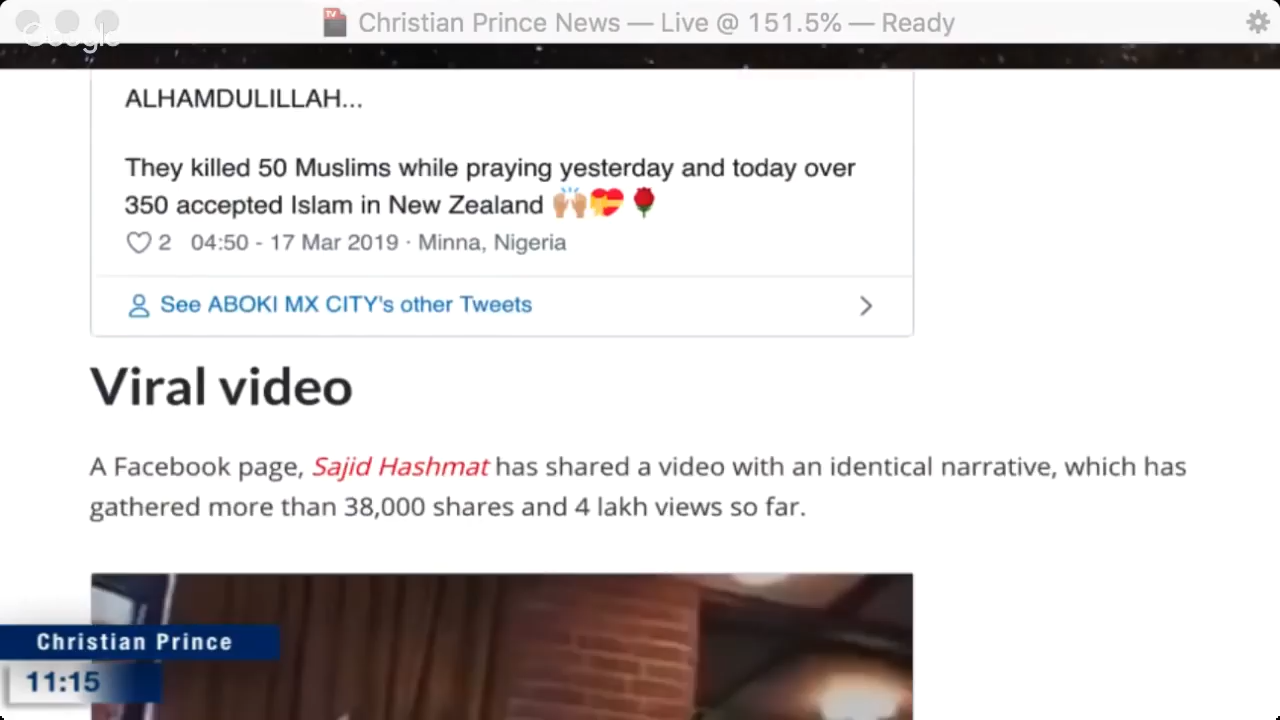 Christian Prince News — Live @ 151.5% — Ready
Google
ALHAMDULILLAH...
They killed 50 Muslims while praying yesterday and today over
350 accepted Islam in New Zealand 🙌🏼💝🌹
2 04:50 - 17 Mar 2019 · Minna, Nigeria
See ABOKI MX CITY's other Tweets
Viral video
A Facebook page, Sajid Hashmat has shared a video with an identical narrative, which has
gathered more than 38,000 shares and 4 lakh views so far.
Christian Prince
11:15